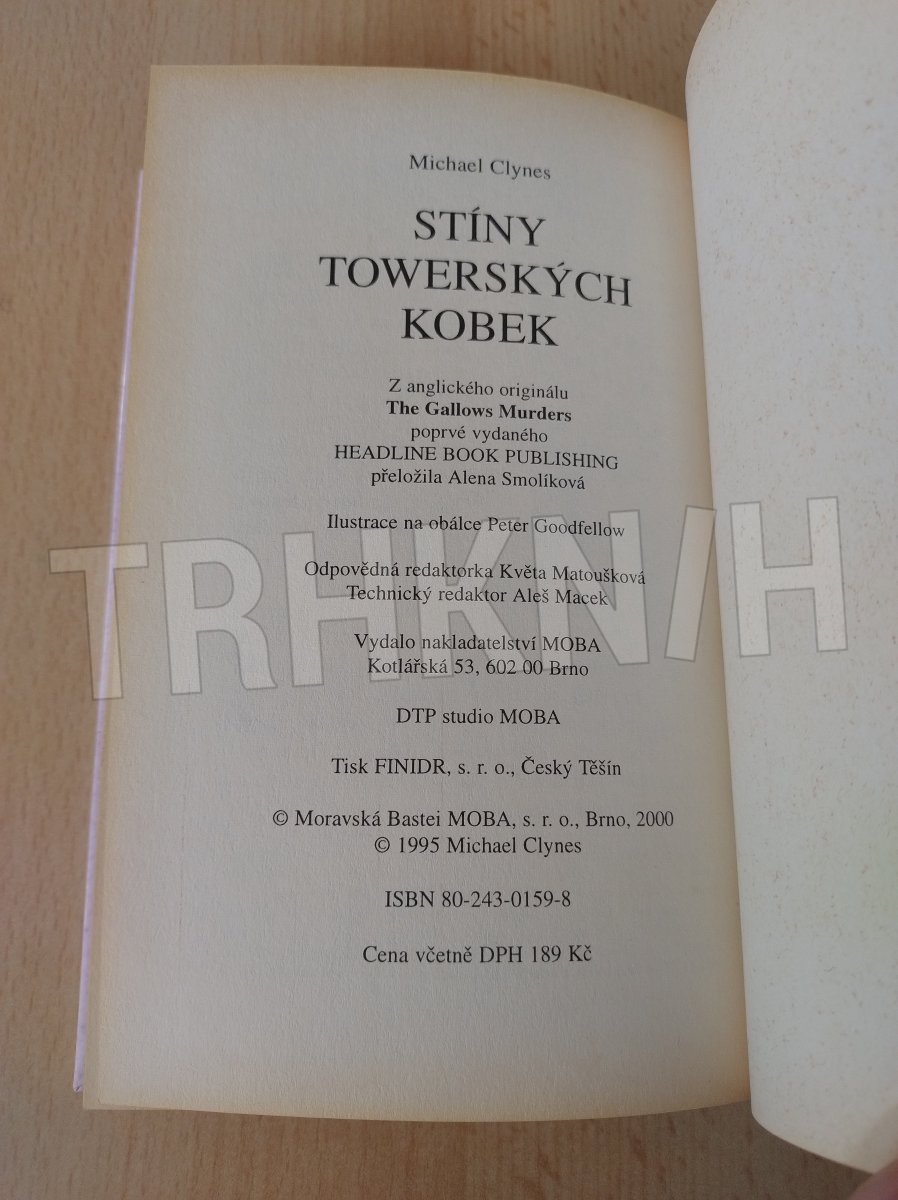 Michael Clynes
STÍNY
TOWERSKÝCH
KOBEK
Z anglického originálu
The Gallows Murders
poprvé vydaného
HEADLINE BOOK PUBLISHING
přeložila Alena Smolíková
Ilustrace na obálce Peter Goodfellow
Odpovědná redaktorka Květa Matoušková
Technický redaktor Aleš Macek
Vydalo nakladatelství MOBA
Kotlářská 53, 602 00 Brno
DTP studio MOBA
Tisk FINIDR, s. r. o., Český Těšín
© Moravská Bastei MOBA, s. r. o., Brno, 2000
© 1995 Michael Clynes
ISBN 80-243-0159-8
Cena včetně DPH 189 Kč
TRHKNIH